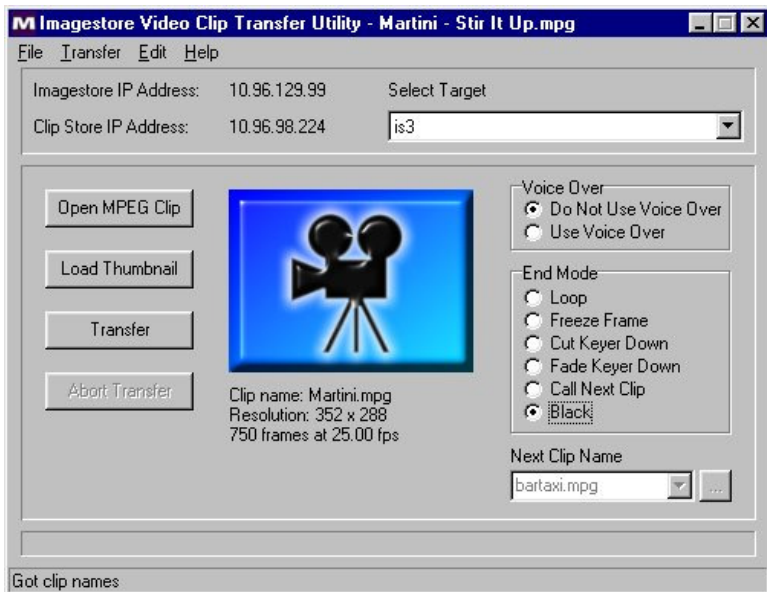 M Imagestore Video Clip Transfer Utility - Martini - Stir It Up.mpg
File Transfer Edit Help
Imagestore IP Address: 10.96.129.99 Select Target
Clip Store IP Address: 10.96.98.224 is3
Open MPEG Clip
Load Thumbnail
Transfer
Abort Transfer
Clip name: Martini.mpg
Resolution: 352 x 288
750 frames at 25.00 fps
Voice Over
Do Not Use Voice Over
Use Voice Over
End Mode
Loop
Freeze Frame
Cut Keyer Down
Fade Keyer Down
Call Next Clip
Black
Next Clip Name
bartaxi.mpg ...
Got clip names